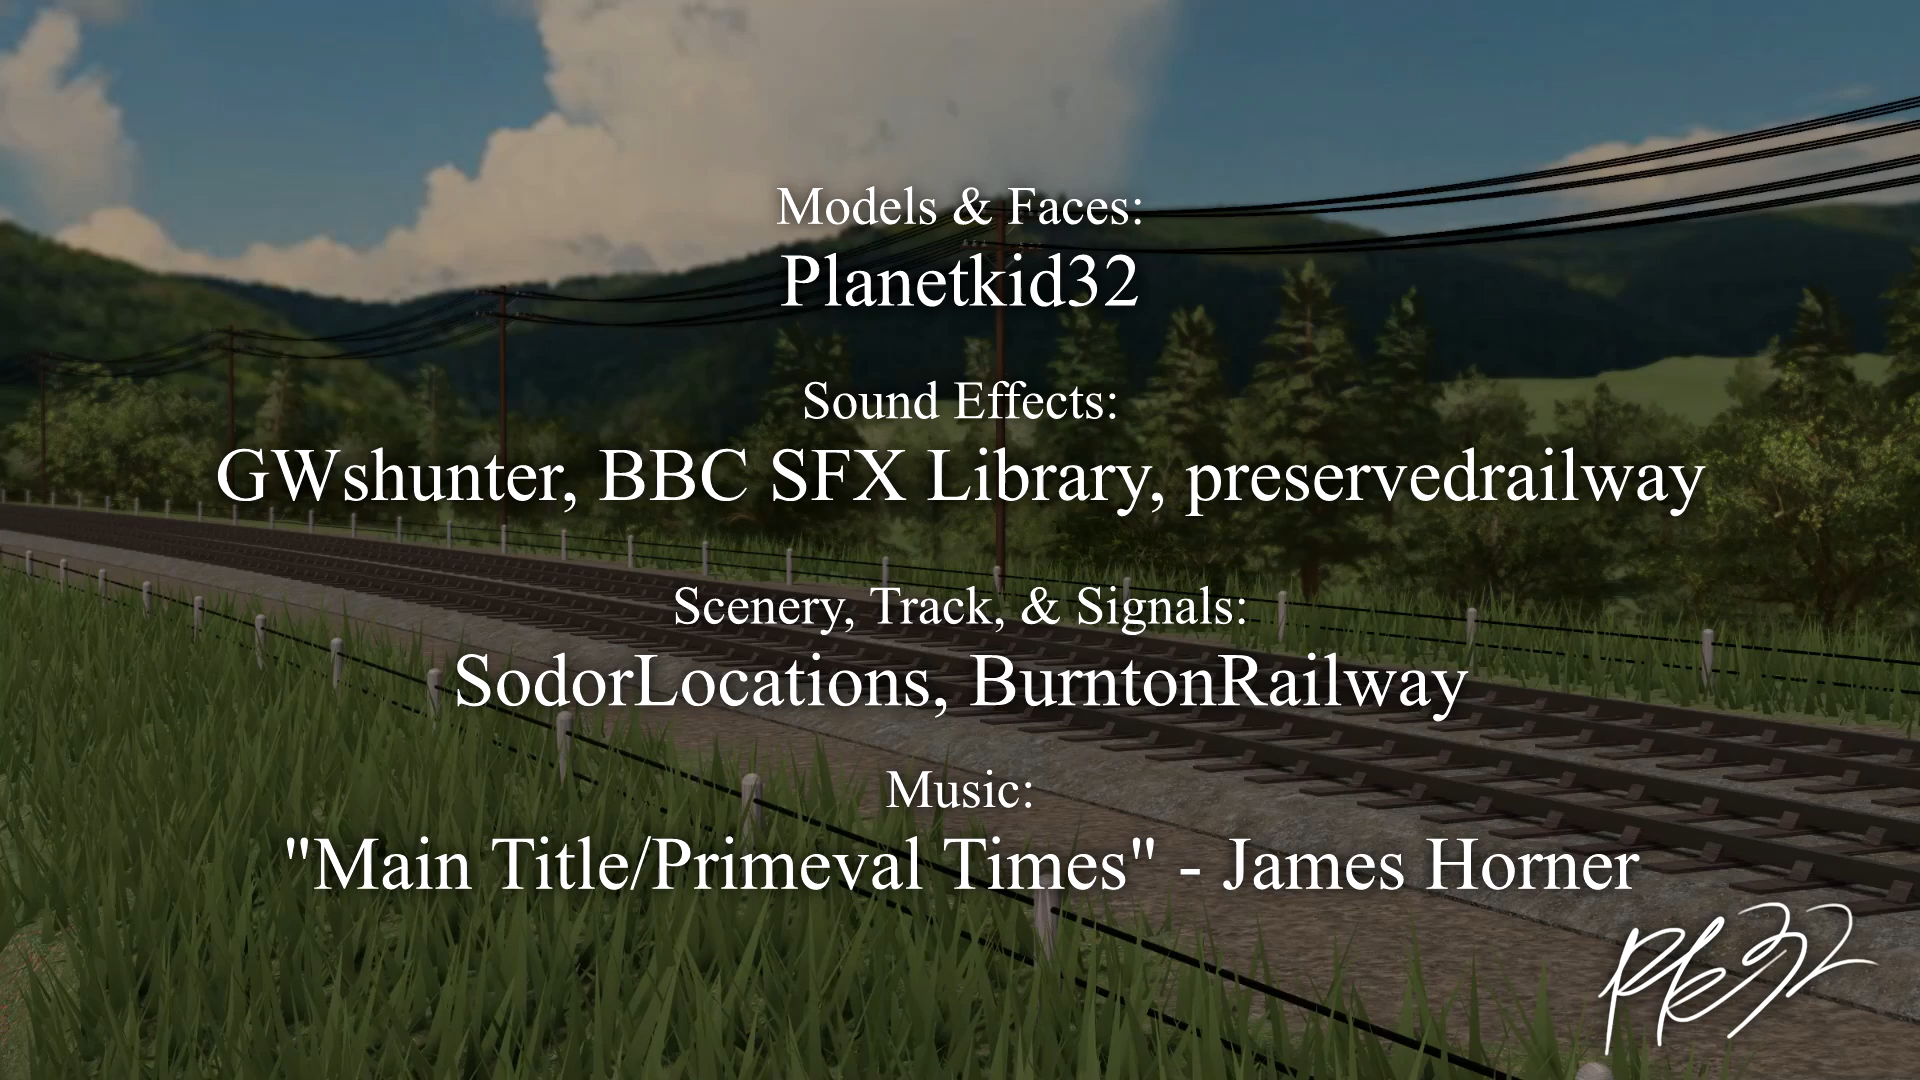 Models & Faces:
Planetkid32
Sound Effects:
GWshunter, BBC SFX Library, preservedrailway
Scenery, Track, & Signals:
SodorLocations, BurntonRailway
Music:
"Main Title/Primeval Times" - James Horner
PK32